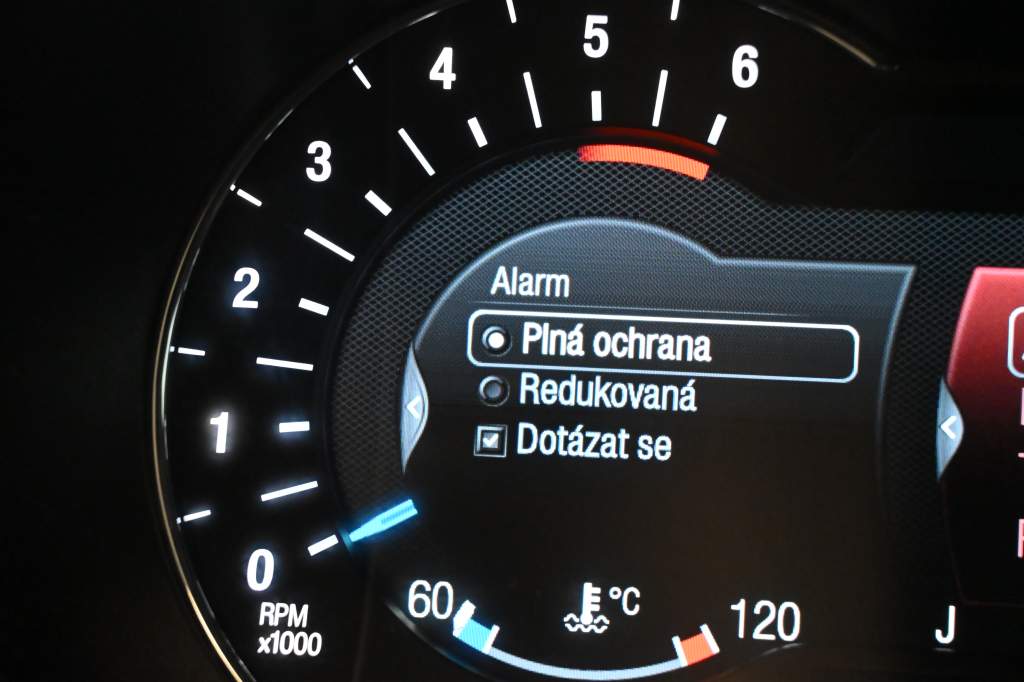 5
4
6
3
2
1
0
RPM
x1000
Alarm
Plná ochrana
Redukovaná
Dotázat se
60
°C
120
J